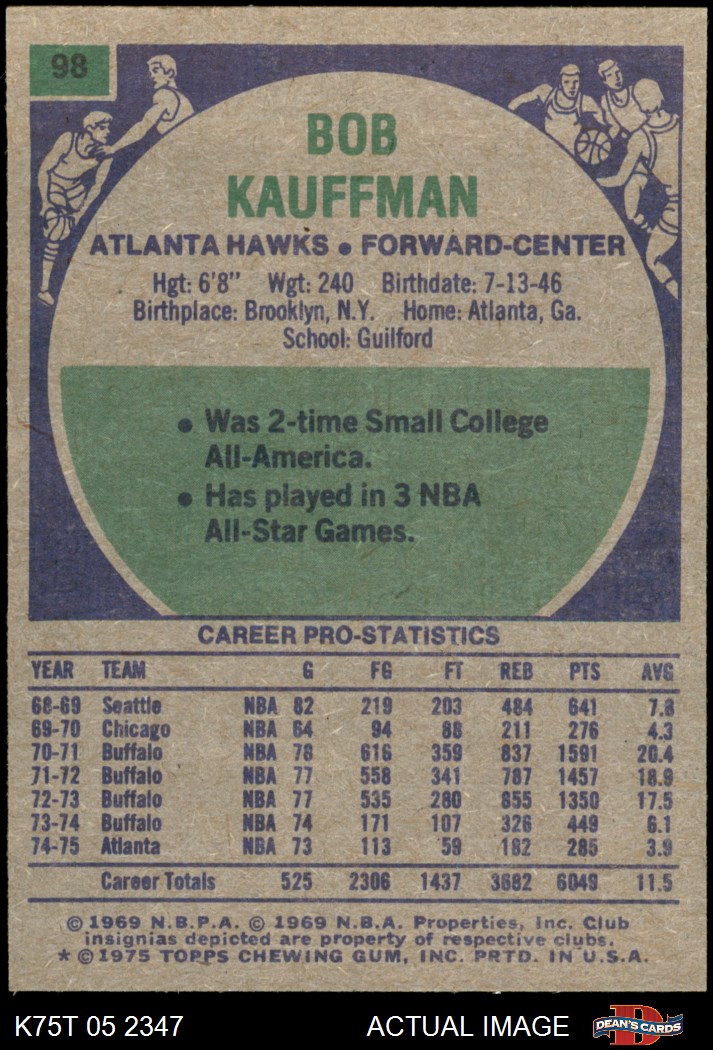 98
BOB
KAUFFMAN
ATLANTA HAWKS • FORWARD-CENTER
Hgt: 6'8" Wgt: 240 Birthdate: 7-13-46
Birthplace: Brooklyn, N.Y. Home: Atlanta, Ga.
School: Guilford
• Was 2-time Small College
All-America.
• Has played in 3 NBA
All-Star Games.
CAREER PRO-STATISTICS
YEAR TEAM G FG FT REB PTS AVG
68-69 Seattle NBA 82 219 203 484 641 7.8
69-70 Chicago NBA 64 94 88 211 276 4.3
70-71 Buffalo NBA 78 616 359 837 1591 20.4
71-72 Buffalo NBA 77 558 341 787 1457 18.9
72-73 Buffalo NBA 77 535 280 855 1350 17.5
73-74 Buffalo NBA 74 171 107 326 449 6.1
74-75 Atlanta NBA 73 113 59 182 285 3.9
Career Totals 525 2306 1437 3682 6049 11.5
© 1969 N.B.P.A. © 1969 N.B.A. Properties, Inc. Club
insignias depicted are property of respective clubs.
* © 1975 TOPPS CHEWING GUM, INC. PRTD. IN U.S.A.
K75T 05 2347 ACTUAL IMAGE D DEAN'S CARDS